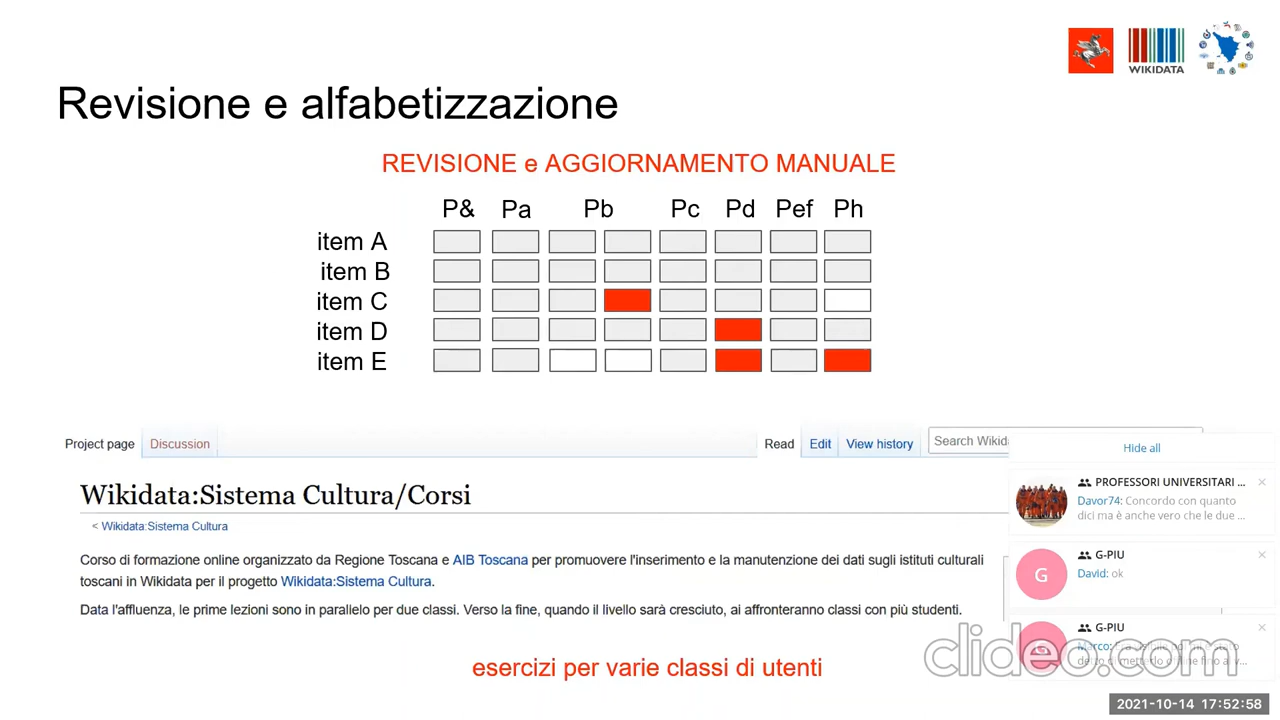 WIKIDATA
Revisione e alfabetizzazione
REVISIONE e AGGIORNAMENTO MANUALE
P& Pa Pb Pc Pd Pef Ph
item A
item B
item C
item D
item E
Project page Discussion Read Edit View history Search Wikid
Wikidata:Sistema Cultura/Corsi
< Wikidata:Sistema Cultura
Corso di formazione online organizzato da Regione Toscana e AIB Toscana per promuovere l'inserimento e la manutenzione dei dati sugli istituti culturali
toscani in Wikidata per il progetto Wikidata:Sistema Cultura.
Data l'affluenza, le prime lezioni sono in parallelo per due classi. Verso la fine, quando il livello sarà cresciuto, ai affronteranno classi con più studenti.
esercizi per varie classi di utenti
Hide all
PROFESSORI UNIVERSITARI ...
Davor74: Concordo con quanto
dici ma è anche vero che le due ...
G-PIU
David: ok
G-PIU
Marco:
clideo.com
2021-10-14 17:52:58